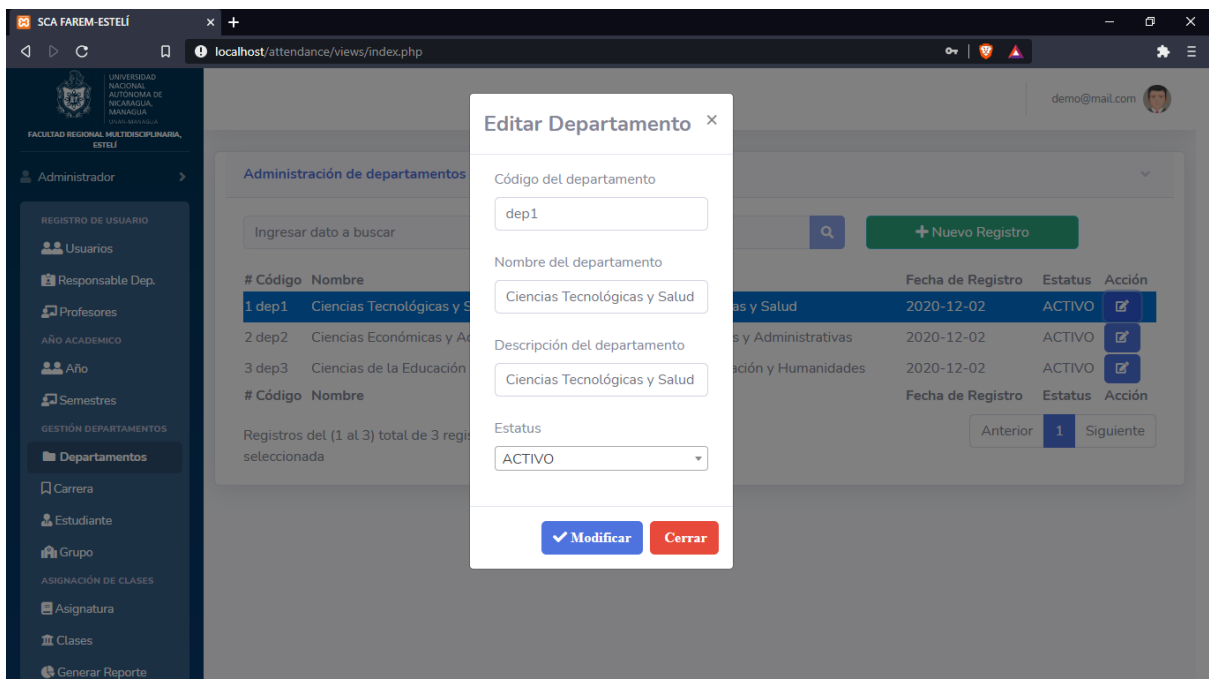 SCA FAREM-ESTELÍ
localhost/attendance/views/index.php
UNIVERSIDAD
NACIONAL
AUTÓNOMA DE
NICARAGUA,
MANAGUA
UNAN-MANAGUA
FACULTAD REGIONAL MULTIDISCIPLINARIA,
ESTELÍ
demo@mail.com
Administrador
REGISTRO DE USUARIO
Usuarios
Responsable Dep.
Profesores
AÑO ACADEMICO
Año
Semestres
GESTIÓN DEPARTAMENTOS
Departamentos
Carrera
Estudiante
Grupo
ASIGNACIÓN DE CLASES
Asignatura
Clases
Generar Reporte
Administración de departamentos
Ingresar dato a buscar
Nuevo Registro
# Código Nombre Fecha de Registro Estatus Acción
1 dep1 Ciencias Tecnológicas y S as y Salud 2020-12-02 ACTIVO
2 dep2 Ciencias Económicas y Ac s y Administrativas 2020-12-02 ACTIVO
3 dep3 Ciencias de la Educación ación y Humanidades 2020-12-02 ACTIVO
# Código Nombre Fecha de Registro Estatus Acción
Registros del (1 al 3) total de 3 regis
seleccionada
Anterior 1 Siguiente
Editar Departamento ×
Código del departamento
dep1
Nombre del departamento
Ciencias Tecnológicas y Salud
Descripción del departamento
Ciencias Tecnológicas y Salud
Estatus
ACTIVO
Modificar Cerrar